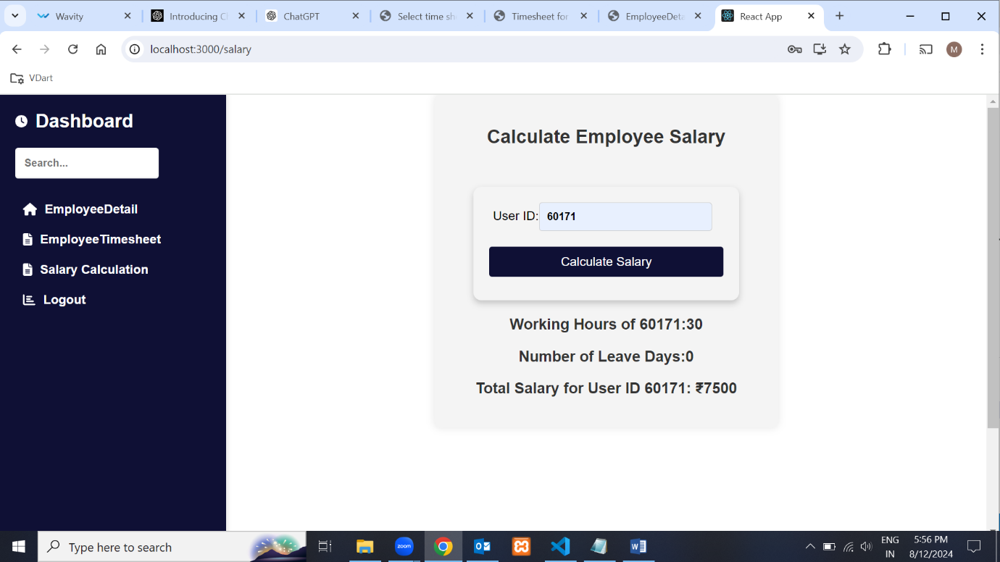 Wavity
Introducing C
ChatGPT
Select time sh
Timesheet for
EmployeeDeta
React App
localhost:3000/salary
M
VDart
Dashboard
Search...
EmployeeDetail
EmployeeTimesheet
Salary Calculation
Logout
Calculate Employee Salary
User ID: 60171
Calculate Salary
Working Hours of 60171:30
Number of Leave Days:0
Total Salary for User ID 60171: ₹7500
Type here to search
zoom
ENG
IN
5:56 PM
8/12/2024